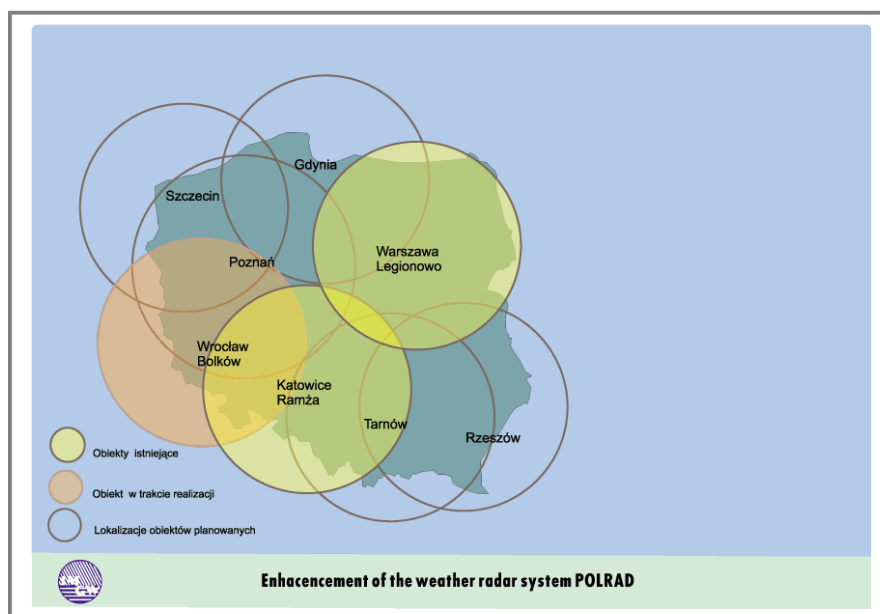 Gdynia
Szczecin
Warszawa
Legionowo
Poznań
Wrocław
Bolków
Katowice
Ramża
Tarnów
Rzeszów
Obiekty istniejące
Obiekt w trakcie realizacji
Lokalizacje obiektów planowanych
Enhacencement of the weather radar system POLRAD